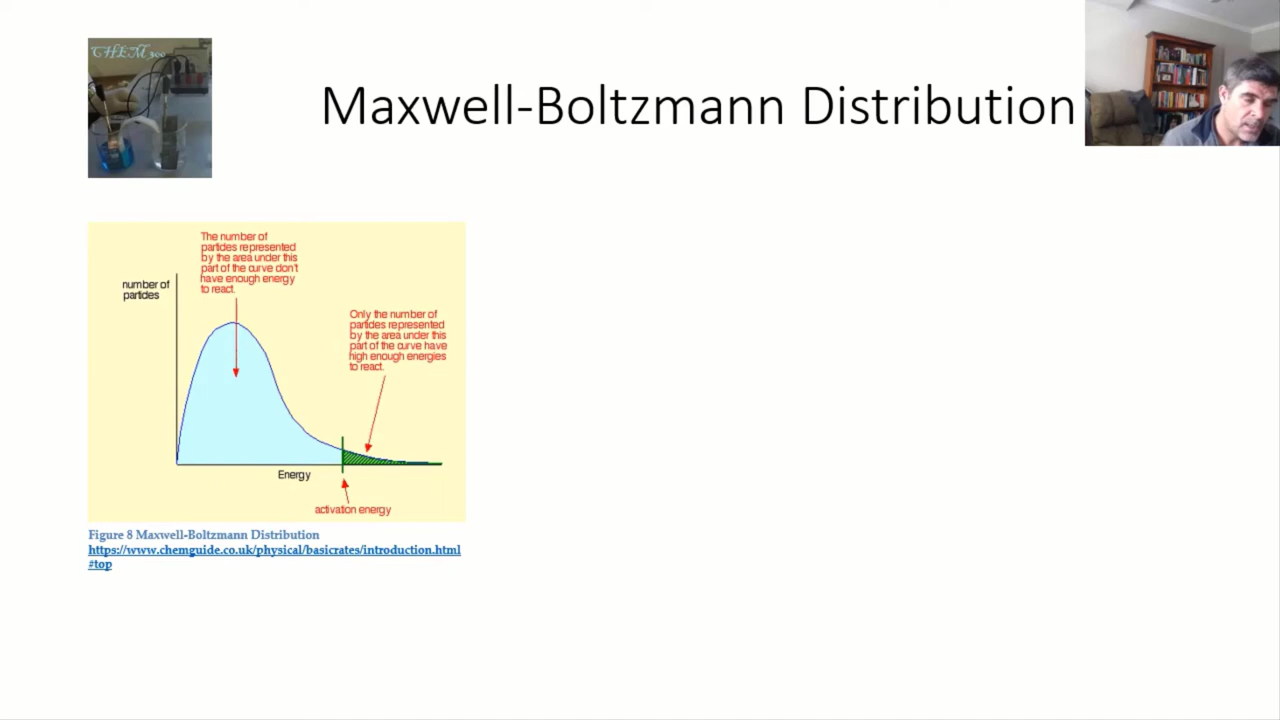 CHEM 300
Maxwell-Boltzmann Distribution
The number of
particles represented
by the area under this
part of the curve don't
have enough energy
to react.
number of
particles
Only the number of
particles represented
by the area under this
part of the curve have
high enough energies
to react.
Energy
activation energy
Figure 8 Maxwell-Boltzmann Distribution
https://www.chemguide.co.uk/physical/basicrates/introduction.html
#top